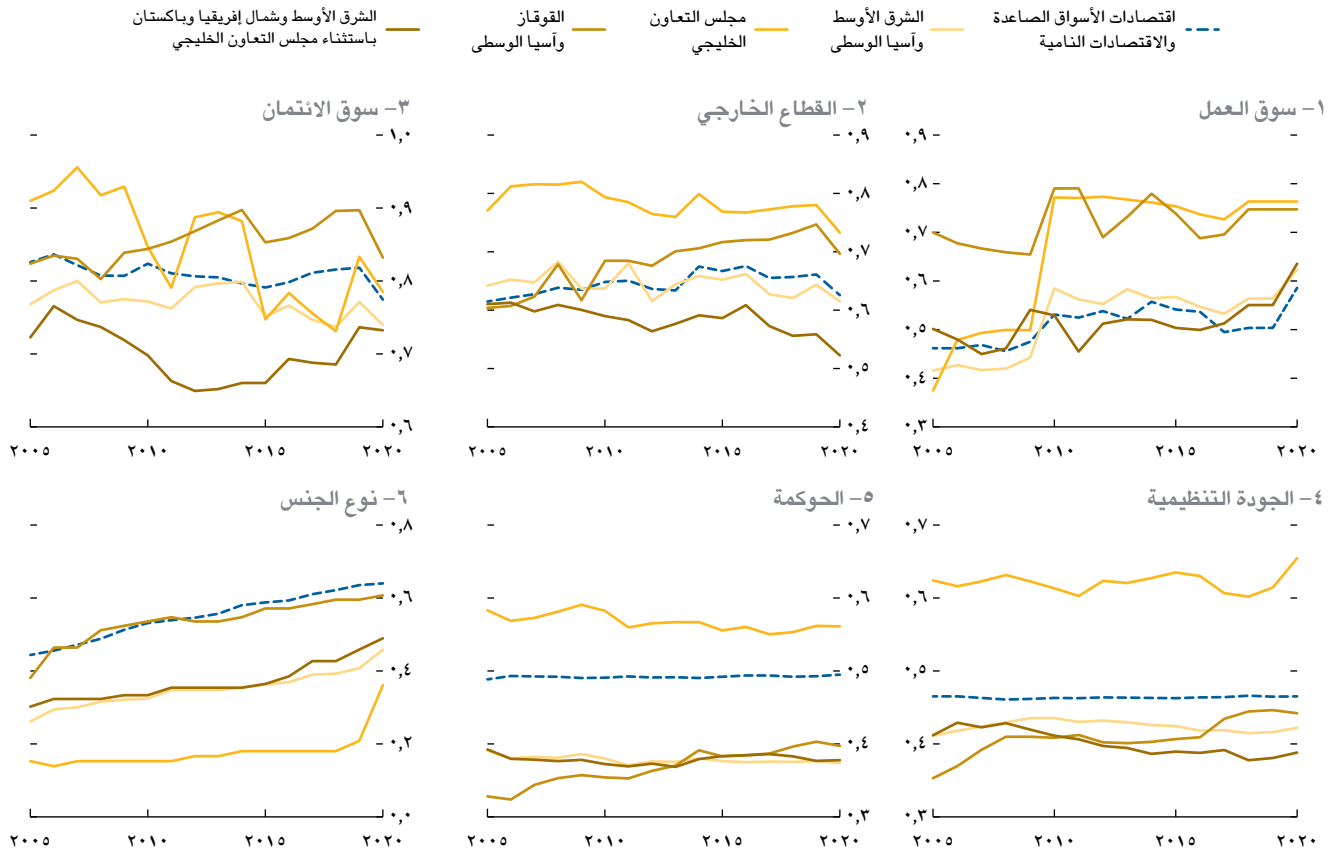 اقتصادات الأسواق الصاعدة
والاقتصادات النامية
الشرق الأوسط
وآسيا الوسطى
مجلس التعاون
الخليجي
القوقاز
وآسيا الوسطى
الشرق الأوسط وشمال إفريقيا وباكستان
باستثناء مجلس التعاون الخليجي
١- سوق العمل
٠,٩
٠,٨
٠,٧
٠,٦
٠,٥
٠,٤
٠,٣
٢٠٠٥ ٢٠١٠ ٢٠١٥ ٢٠٢٠
٢- القطاع الخارجي
٠,٩
٠,٨
٠,٧
٠,٦
٠,٥
٠,٤
٢٠٠٥ ٢٠١٠ ٢٠١٥ ٢٠٢٠
٣- سوق الائتمان
١,٠
٠,٩
٠,٨
٠,٧
٠,٦
٢٠٠٥ ٢٠١٠ ٢٠١٥ ٢٠٢٠
٤- الجودة التنظيمية
٠,٧
٠,٦
٠,٥
٠,٤
٠,٣
٢٠٠٥ ٢٠١٠ ٢٠١٥ ٢٠٢٠
٥- الحوكمة
٠,٧
٠,٦
٠,٥
٠,٤
٠,٣
٢٠٠٥ ٢٠١٠ ٢٠١٥ ٢٠٢٠
٦- نوع الجنس
٠,٨
٠,٦
٠,٤
٠,٢
٠,٠
٢٠٠٥ ٢٠١٠ ٢٠١٥ ٢٠٢٠